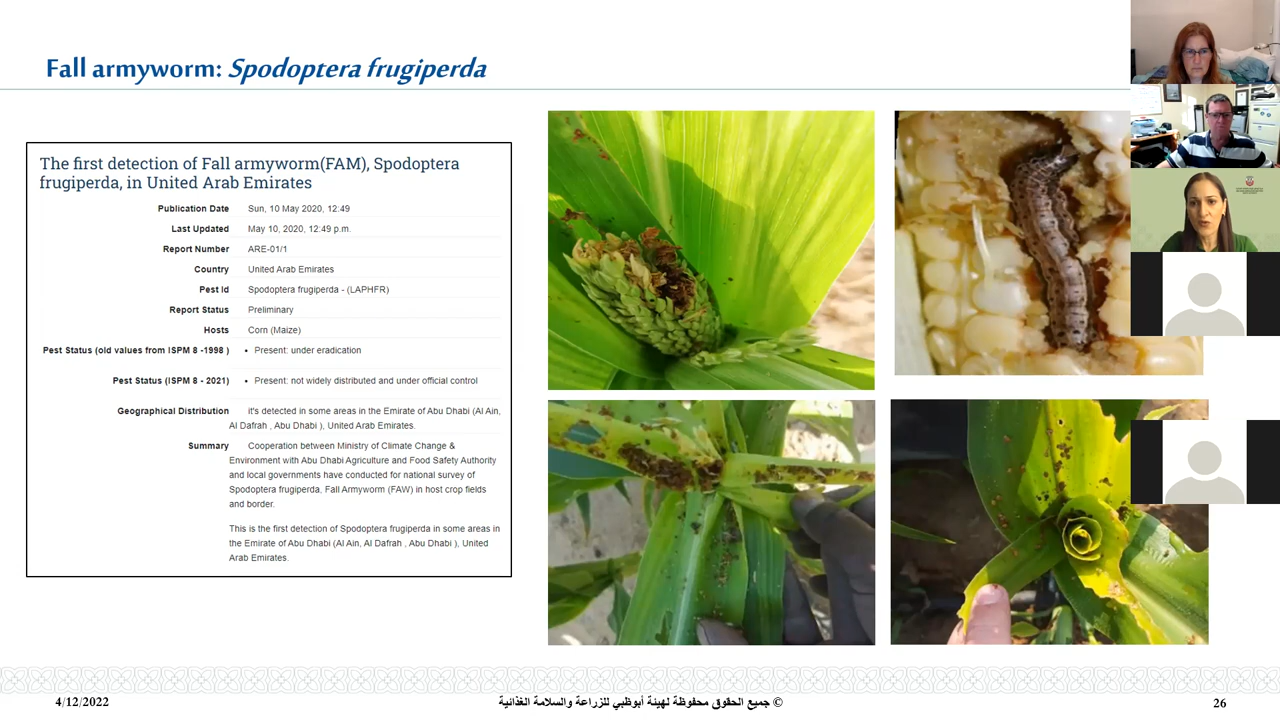 Fall armyworm: Spodoptera frugiperda
The first detection of Fall armyworm(FAM), Spodoptera
frugiperda, in United Arab Emirates
Publication Date Sun, 10 May 2020, 12:49
Last Updated May 10, 2020, 12:49 p.m.
Report Number ARE-01/1
Country United Arab Emirates
Pest Id Spodoptera frugiperda - (LAPHFR)
Report Status Preliminary
Hosts Corn (Maize)
Pest Status (old values from ISPM 8 -1998 ) • Present: under eradication
Pest Status (ISPM 8 - 2021) • Present: not widely distributed and under official control
Geographical Distribution it's detected in some areas in the Emirate of Abu Dhabi (Al Ain,
Al Dafrah , Abu Dhabi ), United Arab Emirates.
Summary Cooperation between Ministry of Climate Change &
Environment with Abu Dhabi Agriculture and Food Safety Authority
and local governments have conducted for national survey of
Spodoptera frugiperda, Fall Armyworm (FAW) in host crop fields
and border.
This is the first detection of Spodoptera frugiperda in some areas in
the Emirate of Abu Dhabi (Al Ain, Al Dafrah , Abu Dhabi ), United
Arab Emirates.
4/12/2022
© جميع الحقوق محفوظة لهيئة أبوظبي للزراعة والسلامة الغذائية
26